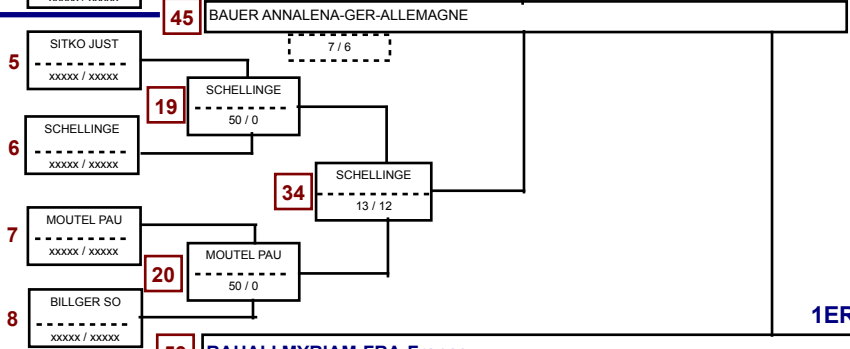 45 BAUER ANNALENA-GER-ALLEMAGNE
7 / 6
5 SITKO JUST
xxxxx / xxxxx
19 SCHELLINGE
50 / 0
6 SCHELLINGE
xxxxx / xxxxx
34 SCHELLINGE
13 / 12
7 MOUTEL PAU
xxxxx / xxxxx
20 MOUTEL PAU
50 / 0
8 BILLGER SO
xxxxx / xxxxx
1ER